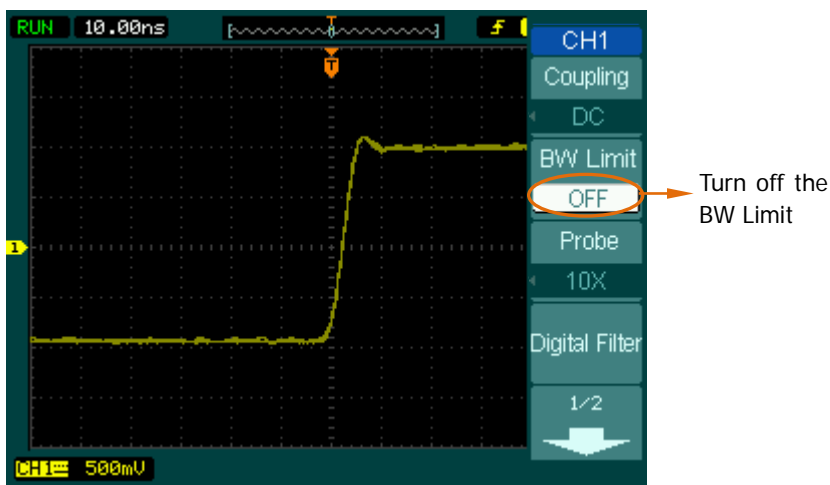 RUN 10.00ns
T
T
1
CH1 500mV
CH1
Coupling
DC
BW Limit
OFF
Probe
10X
Digital Filter
1/2
Turn off the
BW Limit